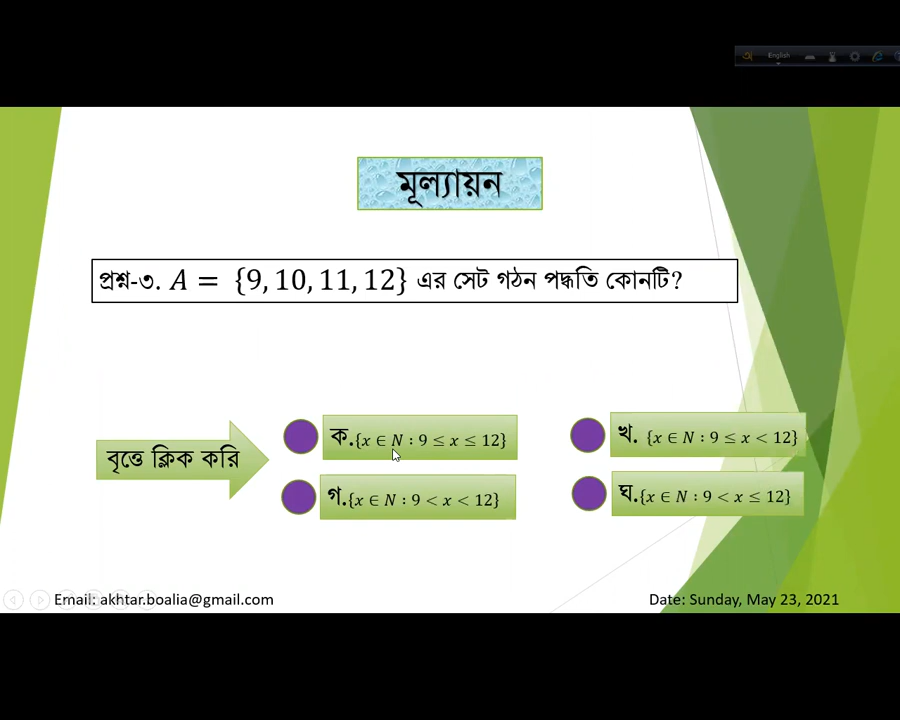 English
মূল্যায়ন
প্রশ্ন-৩. A = {9, 10, 11, 12} এর সেট গঠন পদ্ধতি কোনটি?
বৃত্তে ক্লিক করি
ক.{x ∈ N : 9 ≤ x ≤ 12}
খ. {x ∈ N : 9 ≤ x < 12}
গ.{x ∈ N : 9 < x < 12}
ঘ.{x ∈ N : 9 < x ≤ 12}
Email: akhtar.boalia@gmail.com
Date: Sunday, May 23, 2021